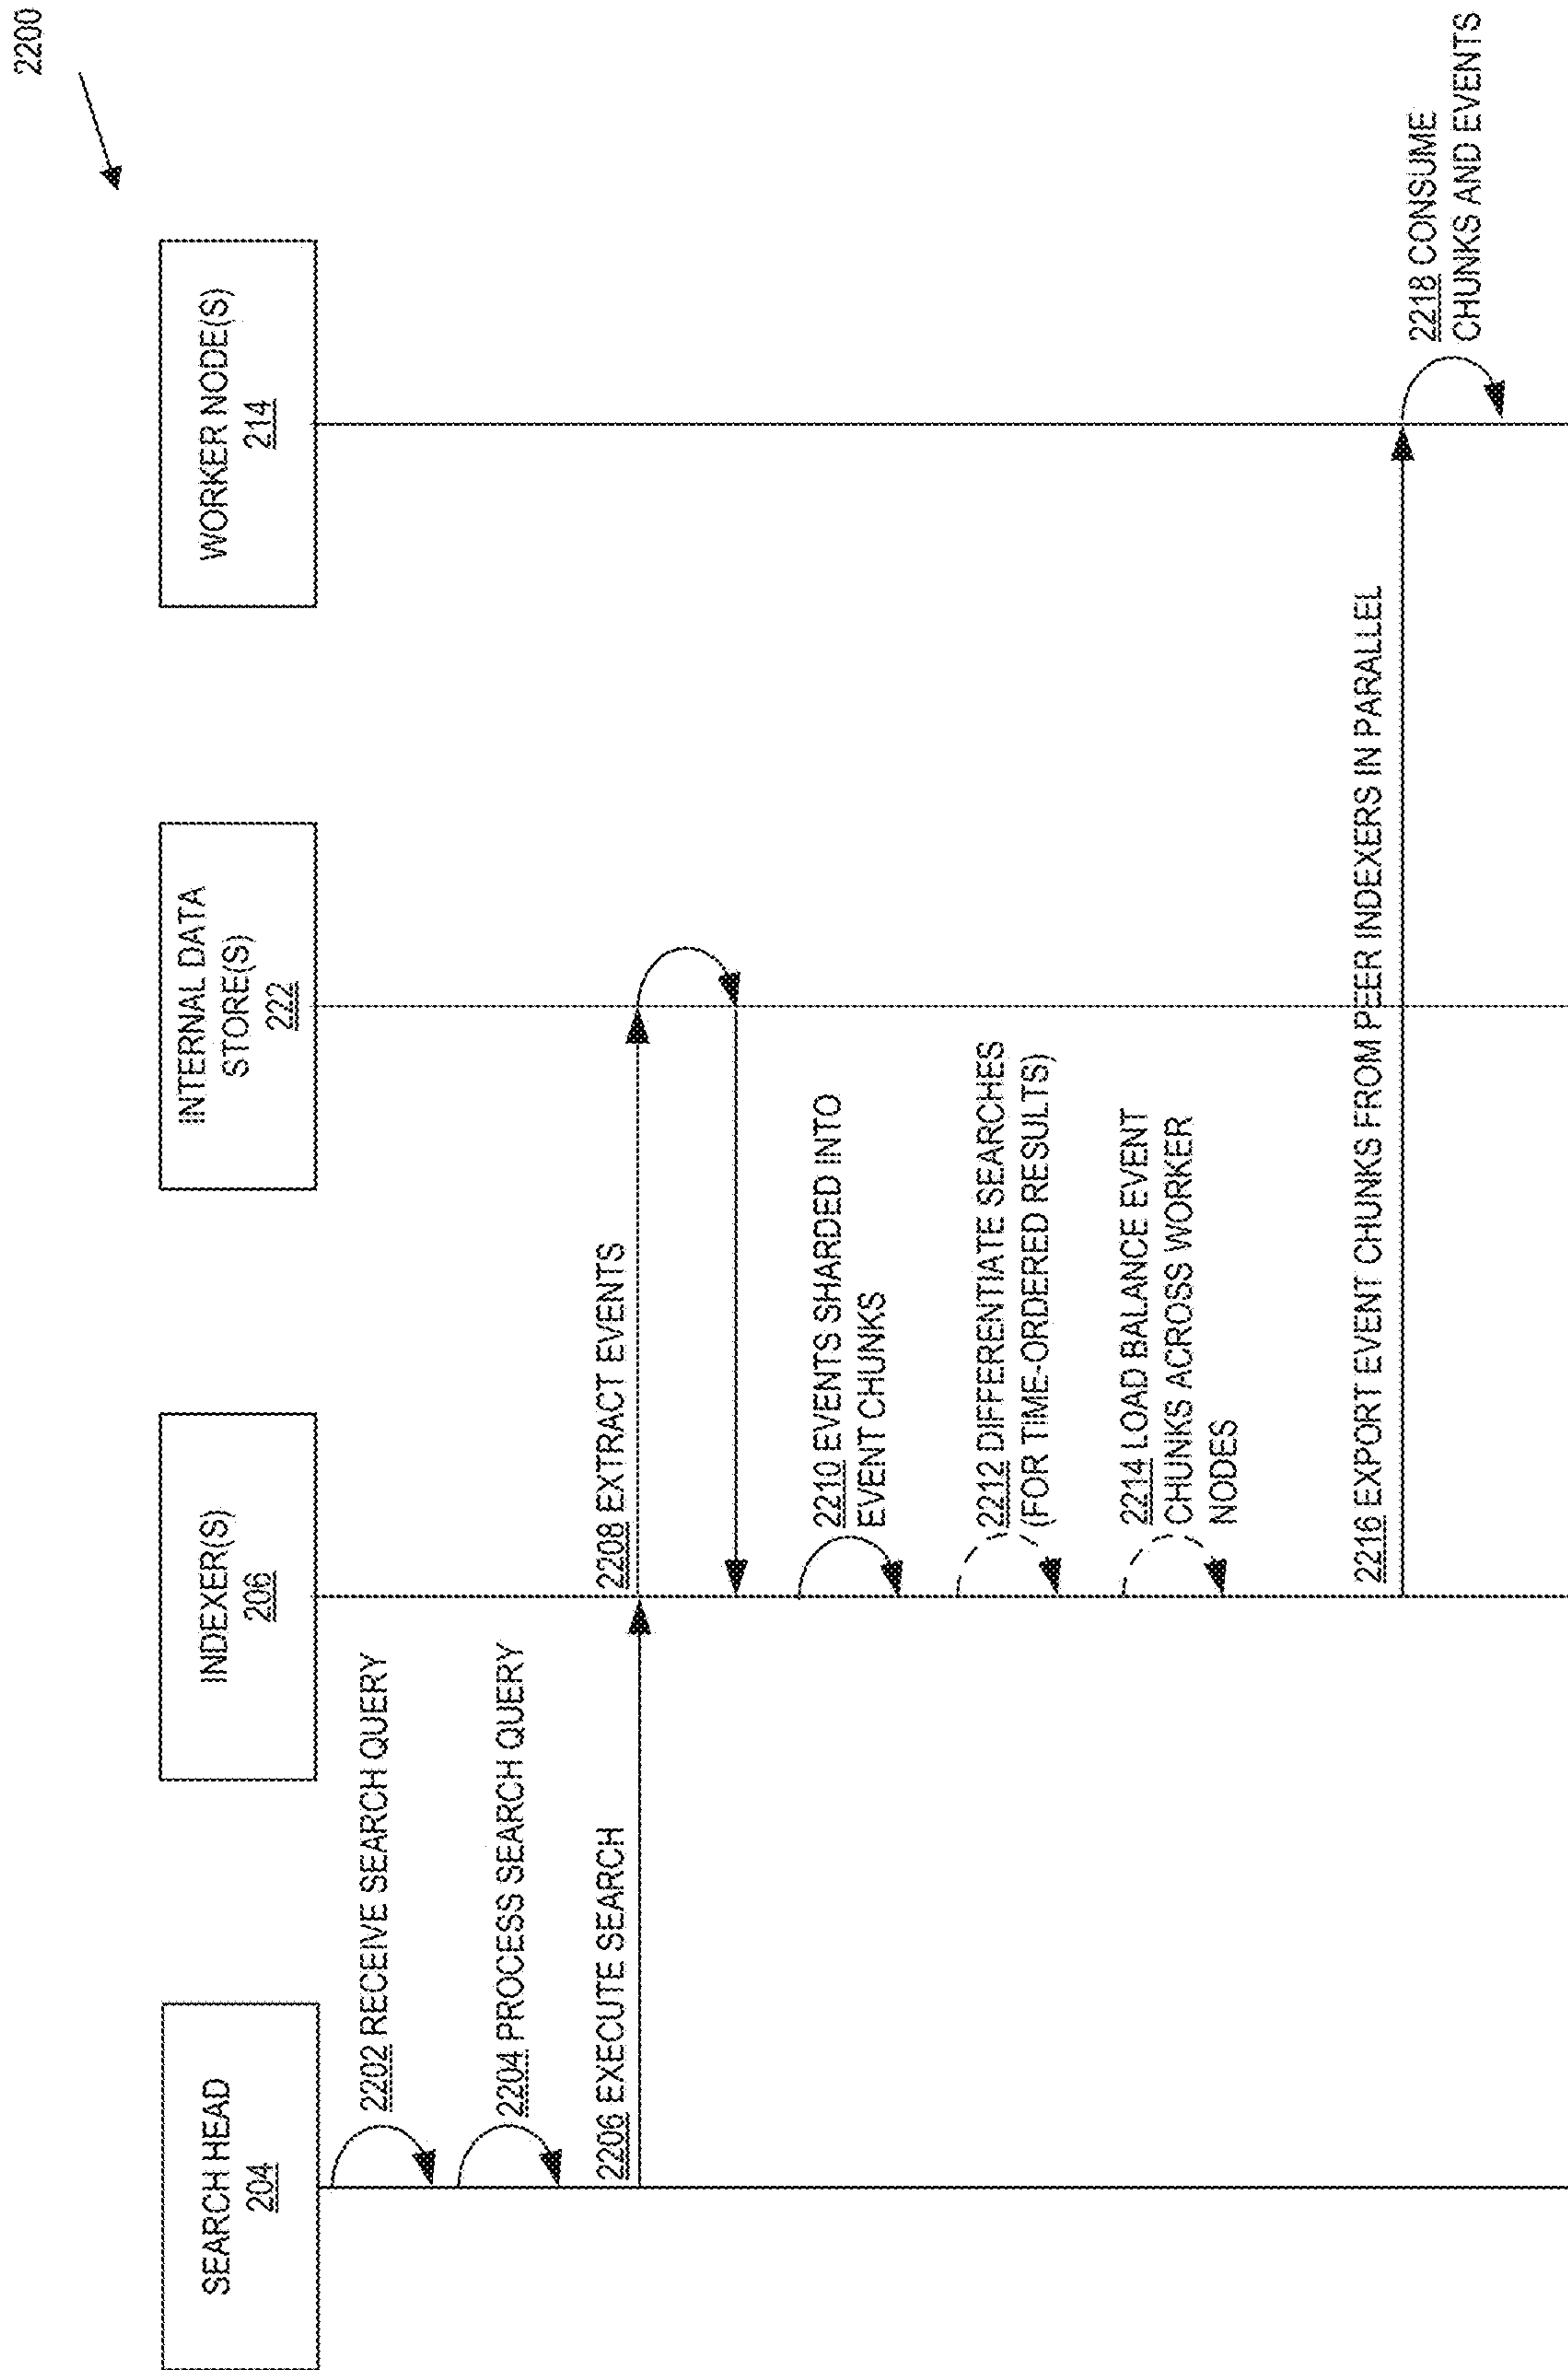 2200
SEARCH HEAD
204
INDEXER(S)
206
INTERNAL DATA
STORE(S)
222
WORKER NODE(S)
214
2202 RECEIVE SEARCH QUERY
2204 PROCESS SEARCH QUERY
2206 EXECUTE SEARCH
2208 EXTRACT EVENTS
2210 EVENTS SHARDED INTO
EVENT CHUNKS
2212 DIFFERENTIATE SEARCHES
(FOR TIME-ORDERED RESULTS)
2214 LOAD BALANCE EVENT
CHUNKS ACROSS WORKER
NODES
2216 EXPORT EVENT CHUNKS FROM PEER INDEXERS IN PARALLEL
2218 CONSUME
CHUNKS AND EVENTS